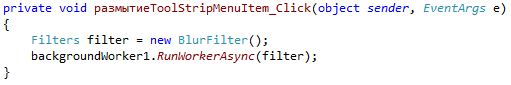 private void размытиеToolStripMenuItem_Click(object sender, EventArgs e)
{
    Filters filter = new BlurFilter();
    backgroundWorker1.RunWorkerAsync(filter);
}